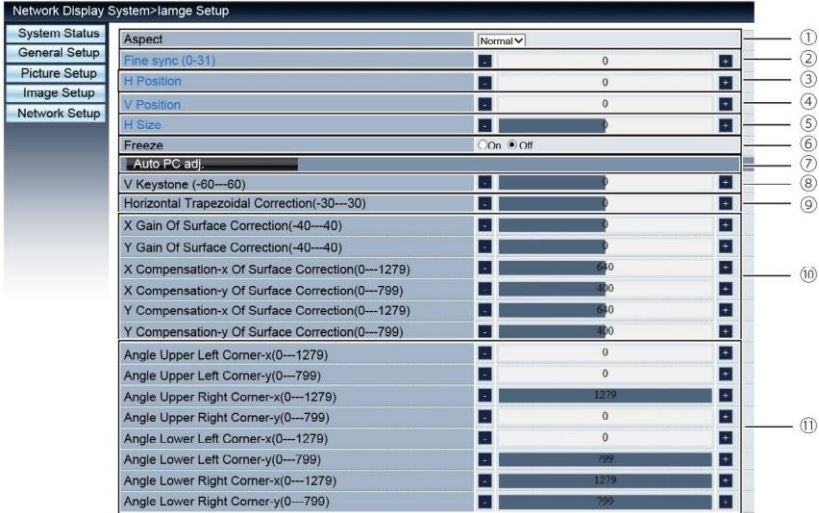 Network Display System>Iamge Setup
System Status
General Setup
Picture Setup
Image Setup
Network Setup
Aspect Normal ①
Fine sync (0-31) - 0 + ②
H Position - 0 + ③
V Position - 0 + ④
H Size - 0 + ⑤
Freeze On Off ⑥
Auto PC adj. ⑦
V Keystone (-60---60) - 0 + ⑧
Horizontal Trapezoidal Correction(-30---30) - 0 + ⑨
X Gain Of Surface Correction(-40---40) - 0 +
Y Gain Of Surface Correction(-40---40) - 0 +
X Compensation-x Of Surface Correction(0---1279) - 640 +
X Compensation-y Of Surface Correction(0---799) - 400 + ⑩
Y Compensation-x Of Surface Correction(0---1279) - 640 +
Y Compensation-y Of Surface Correction(0---799) - 400 +
Angle Upper Left Corner-x(0---1279) - 0 +
Angle Upper Left Corner-y(0---799) - 0 +
Angle Upper Right Corner-x(0---1279) - 1279 +
Angle Upper Right Corner-y(0---799) - 0 + ⑪
Angle Lower Left Corner-x(0---1279) - 0 +
Angle Lower Left Corner-y(0---799) - 799 +
Angle Lower Right Corner-x(0---1279) - 1279 +
Angle Lower Right Corner-y(0---799) - 799 +